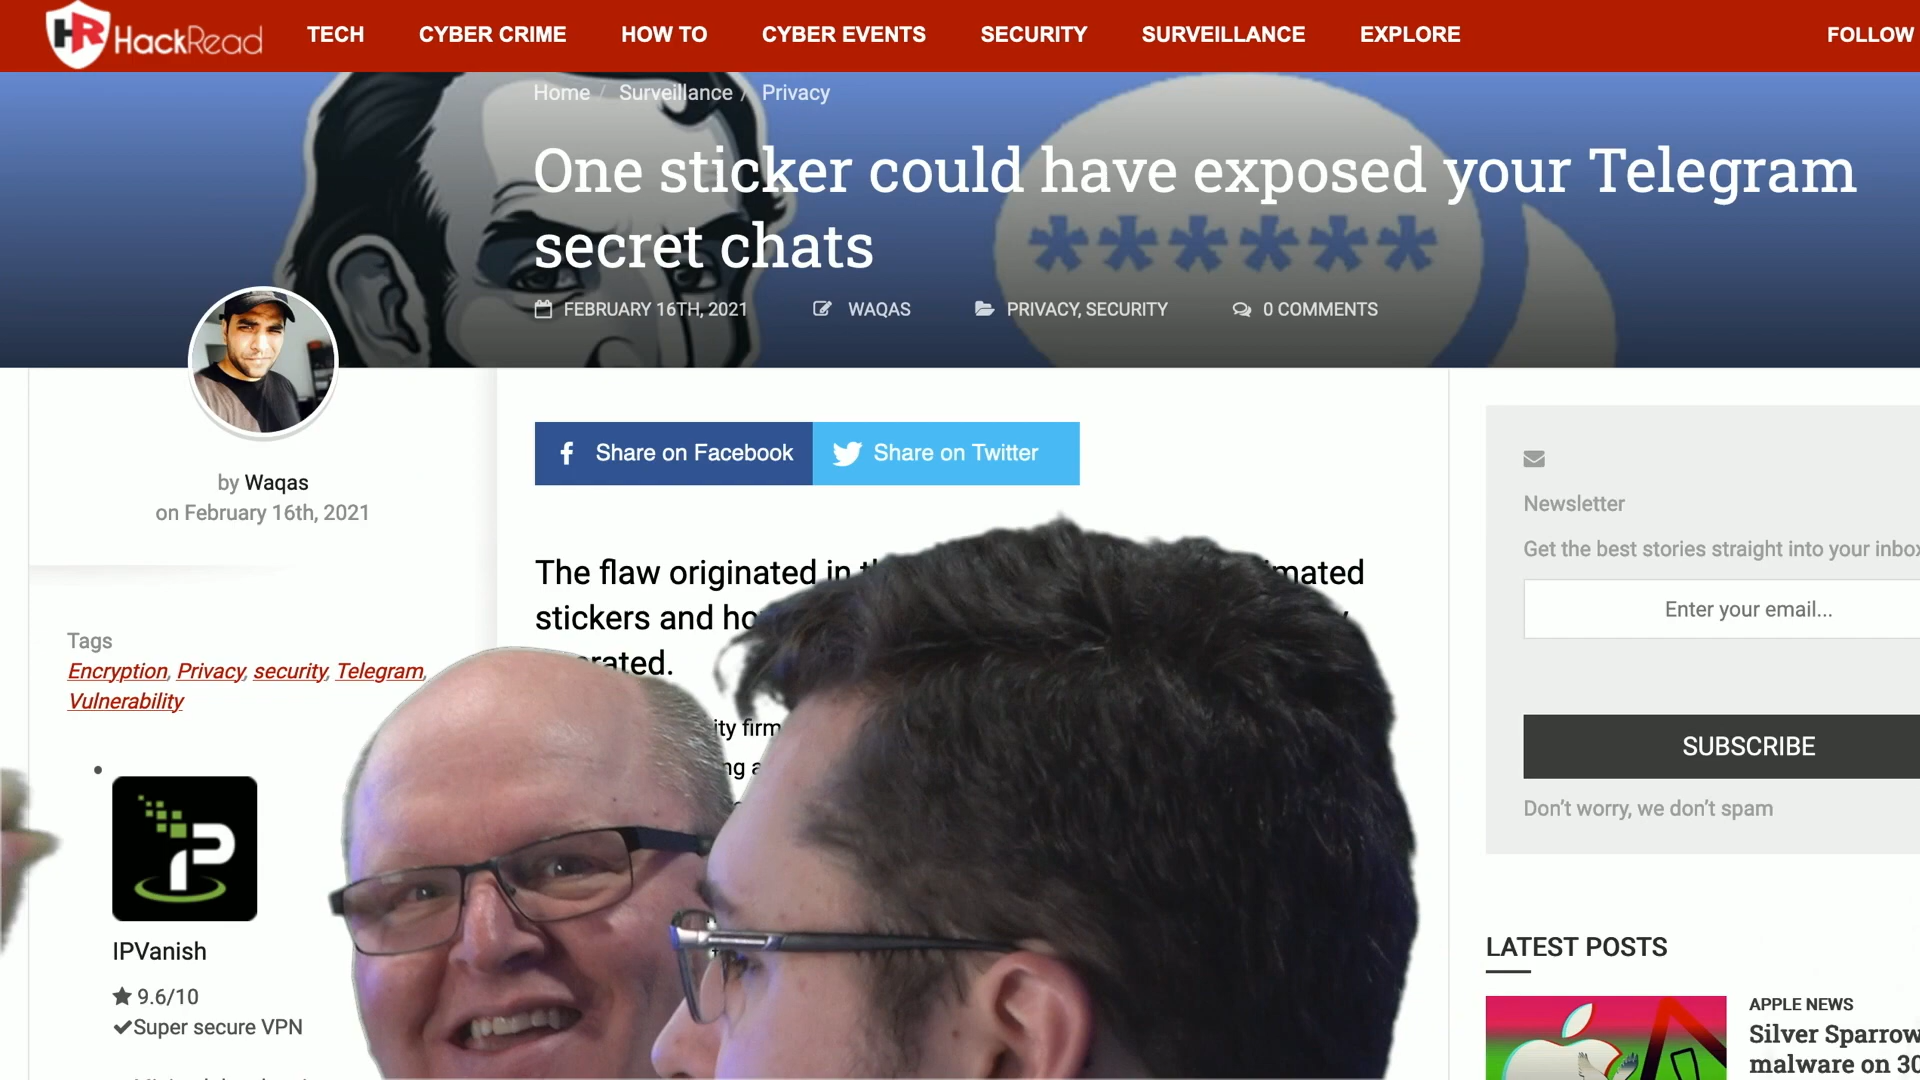 HackRead
TECH
CYBER CRIME
HOW TO
CYBER EVENTS
SECURITY
SURVEILLANCE
EXPLORE
FOLLOW
Home / Surveillance / Privacy
One sticker could have exposed your Telegram
secret chats
******
FEBRUARY 16TH, 2021
WAQAS
PRIVACY, SECURITY
0 COMMENTS
by Waqas
on February 16th, 2021
Tags
Encryption, Privacy, security, Telegram,
Vulnerability
IPVanish
9.6/10
Super secure VPN
Share on Facebook
Share on Twitter
The flaw originated in
stickers and
ity firm
Newsletter
Get the best stories straight into your inbox
Enter your email...
SUBSCRIBE
Don't worry, we don't spam
LATEST POSTS
APPLE NEWS
Silver Sparrow
malware on 30